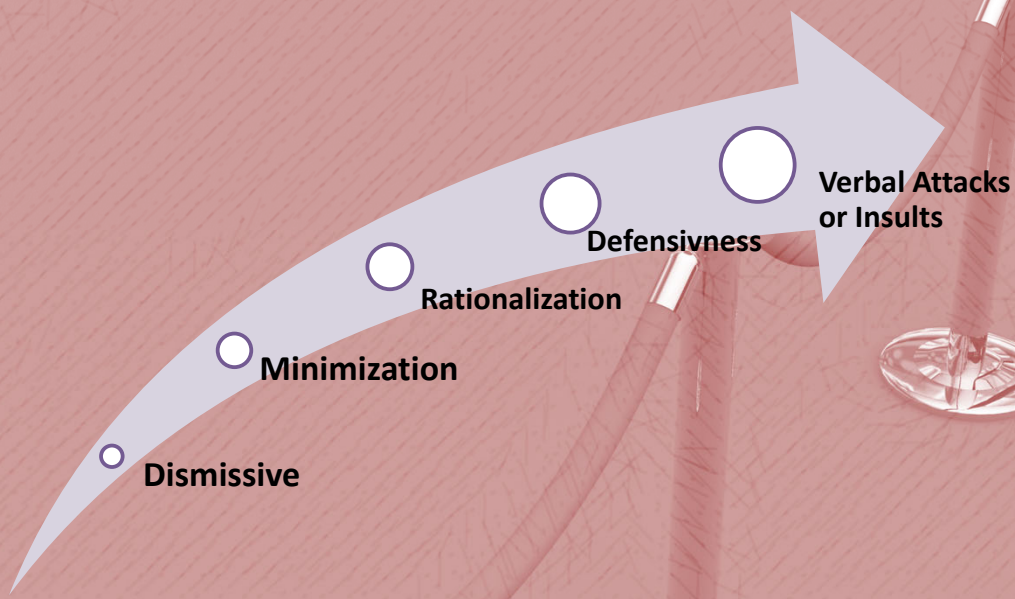 Verbal Attacks
or Insults
Defensivness
Rationalization
Minimization
Dismissive